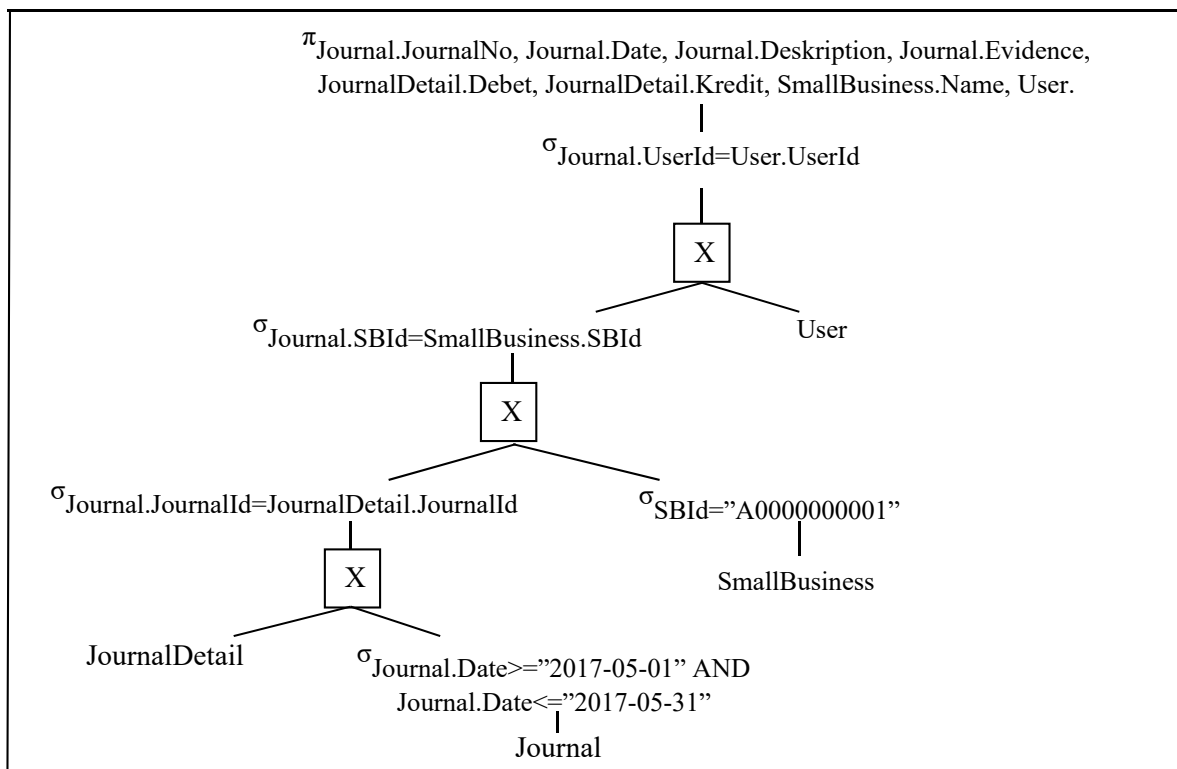 πJournal.JournalNo, Journal.Date, Journal.Deskription, Journal.Evidence,
JournalDetail.Debet, JournalDetail.Kredit, SmallBusiness.Name, User.
σJournal.UserId=User.UserId
X
σJournal.SBId=SmallBusiness.SBId
User
X
σJournal.JournalId=JournalDetail.JournalId
σSBId=”A0000000001”
X
SmallBusiness
JournalDetail
σJournal.Date>=”2017-05-01” AND
Journal.Date<=”2017-05-31”
Journal